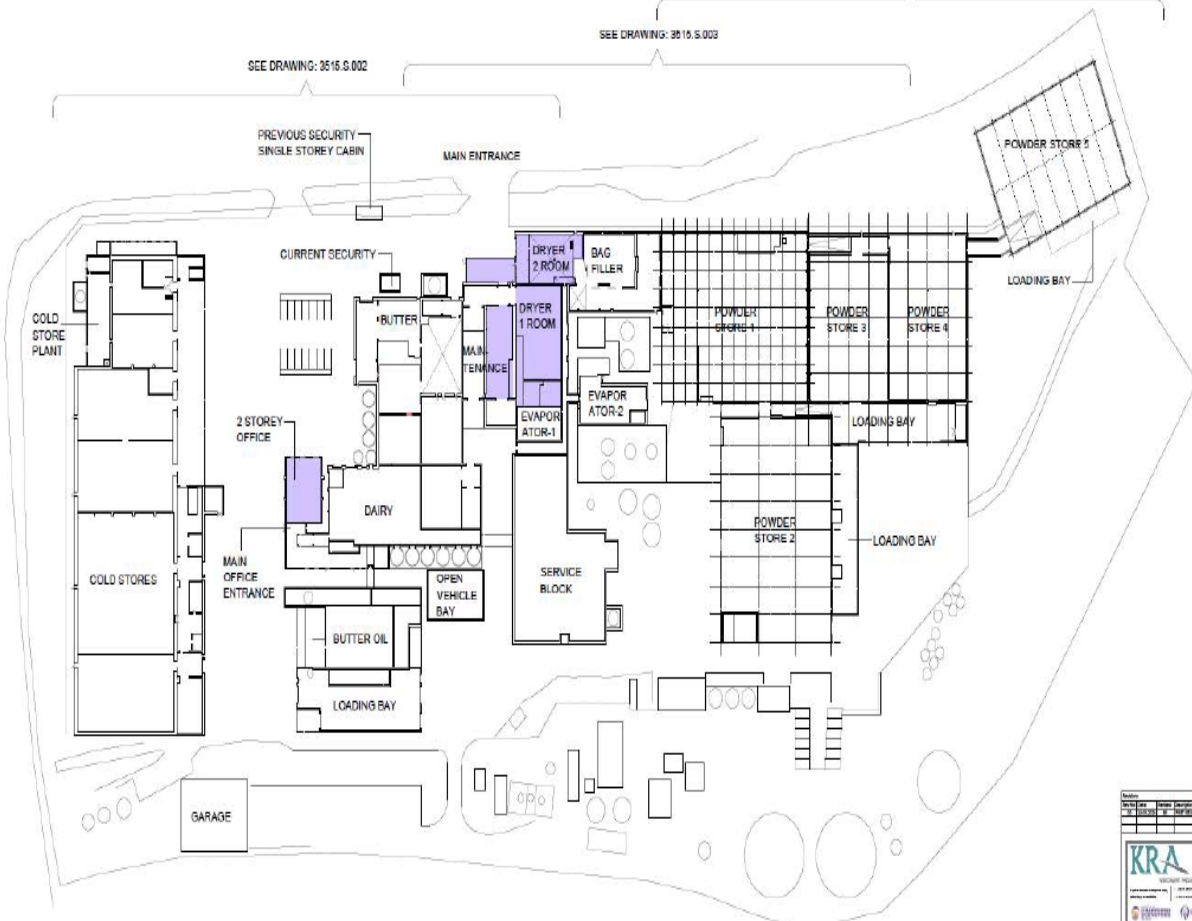 SEE DRAWING: 3515.S.003
SEE DRAWING: 3515.S.002
PREVIOUS SECURITY
SINGLE STOREY CABIN
MAIN ENTRANCE
POWDER STORE 5
CURRENT SECURITY
DRYER
2 ROOM
BAG
FILLER
LOADING BAY
COLD
STORE
PLANT
BUTTER
DRYER
1 ROOM
POWDER
STORE 1
POWDER
STORE 3
POWDER
STORE 4
MAIN
TENANCE
EVAPOR
ATOR-2
EVAPOR
ATOR-1
LOADING BAY
2 STOREY
OFFICE
DAIRY
POWDER
STORE 2
LOADING BAY
COLD STORES
MAIN
OFFICE
ENTRANCE
OPEN
VEHICLE
BAY
SERVICE
BLOCK
BUTTER OIL
LOADING BAY
GARAGE
KRA